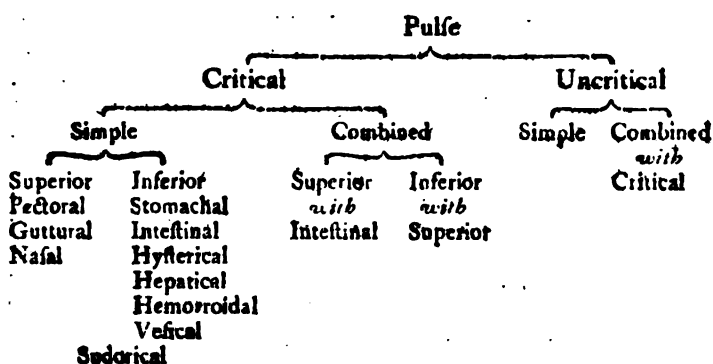 Pulſe
Critical Uncritical
Simple Combined Simple Combined
with
Superior Inferior Superior Inferior Critical
Pectoral Stomachal with with
Guttural Inteſtinal Inteſtinal Superior
Naſal Hyſterical
Hepatical
Hemorroidal
Veſical
Sudorical